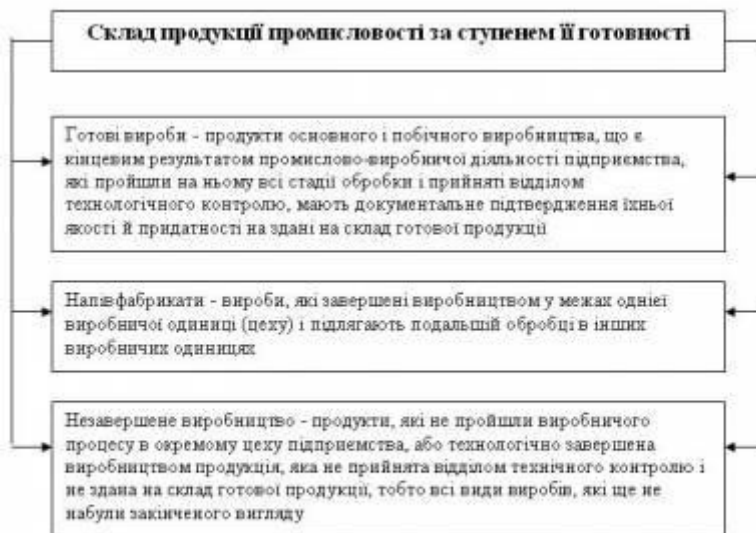 Склад продукції промисловості за ступенем її готовності
Готові вироби - продукти основного і побічного виробництва, що є
кінцевим результатом промислово-виробничої діяльності підприємства,
які пройшли на ньому всі стадії обробки і прийняті відділом
технологічного контролю, мають документальне підтвердження їхньої
якості й придатності на здані на склад готової продукції
Напівфабрикати - вироби, які завершені виробництвом у межах однієї
виробничої одиниці (цеху) і підлягають подальшій обробці в інших
виробничих одиницях
Незавершене виробництво - продукти, які не пройшли виробничого
процесу в окремому цеху підприємства, або технологічно завершена
виробництвом продукція, яка не прийнята відділом технічного контролю і
не здана на склад готової продукції, тобто всі види виробів, які ще не
набули закінченого вигляду